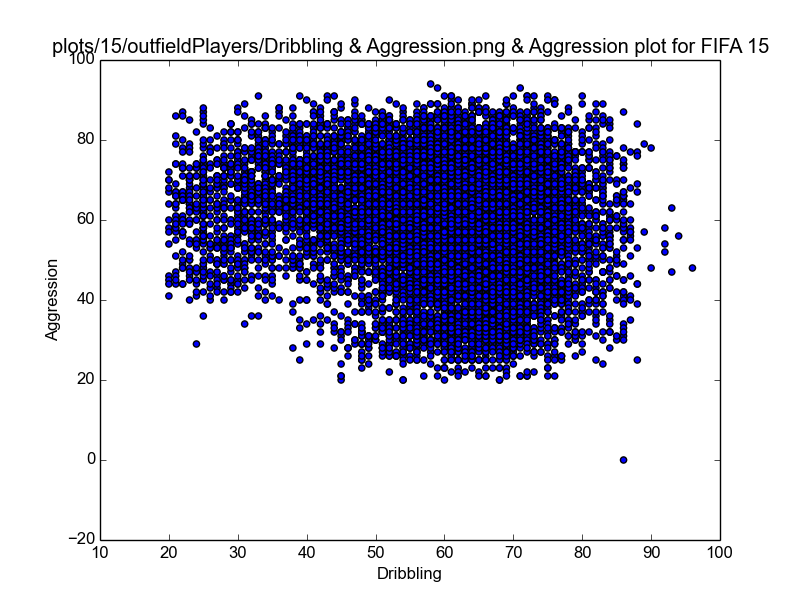 plots/15/outfieldPlayers/Dribbling & Aggression.png & Aggression plot for FIFA 15
100
80
60
40
20
0
−20
Aggression
10 20 30 40 50 60 70 80 90 100
Dribbling